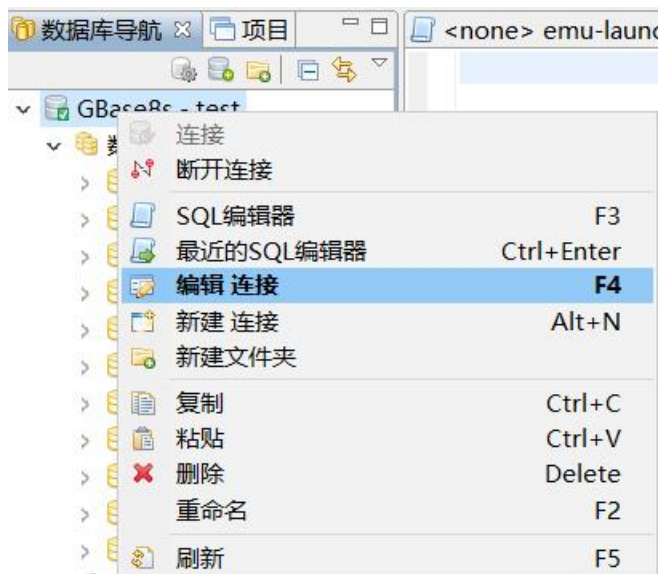 数据库导航 项目 <none> emu-laun
GBase8s - test
连接
断开连接
SQL编辑器 F3
最近的SQL编辑器 Ctrl+Enter
编辑 连接 F4
新建 连接 Alt+N
新建文件夹
复制 Ctrl+C
粘贴 Ctrl+V
删除 Delete
重命名 F2
刷新 F5